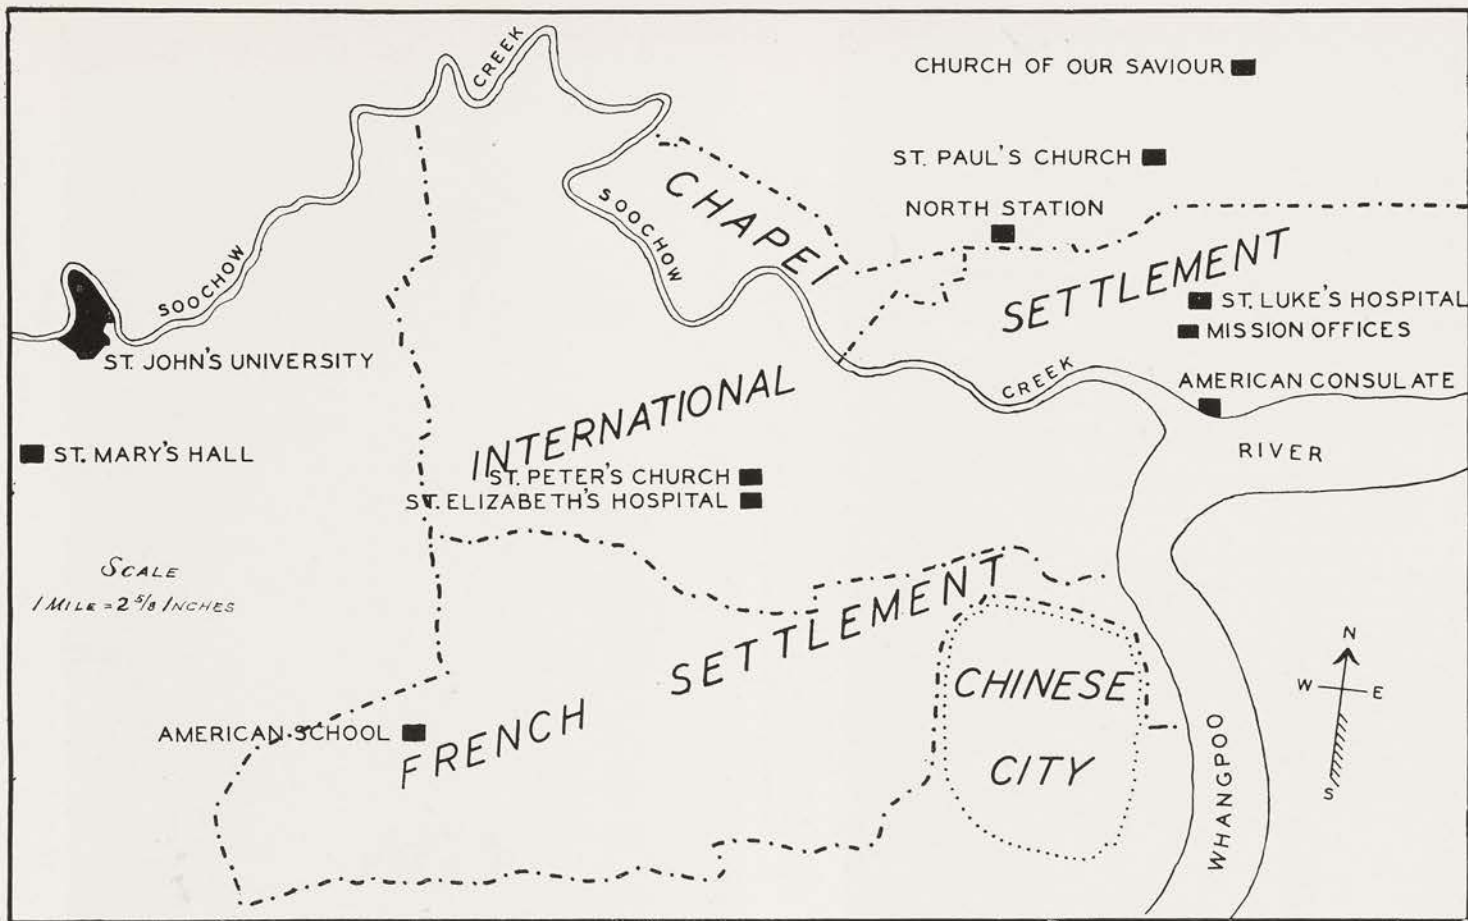 CREEK
CHURCH OF OUR SAVIOUR
ST. PAUL'S CHURCH
CHAPEI
SOOCHOW
NORTH STATION
SETTLEMENT
SOOCHOW
ST. LUKE'S HOSPITAL
MISSION OFFICES
ST. JOHN'S UNIVERSITY
CREEK
AMERICAN CONSULATE
INTERNATIONAL
RIVER
ST. MARY'S HALL
ST. PETER'S CHURCH
ST. ELIZABETH'S HOSPITAL
SCALE
1 MILE = 2 5/8 INCHES
SETTLEMENT
CHINESE
CITY
N
W E
S
AMERICAN SCHOOL
FRENCH
WHANGPOO